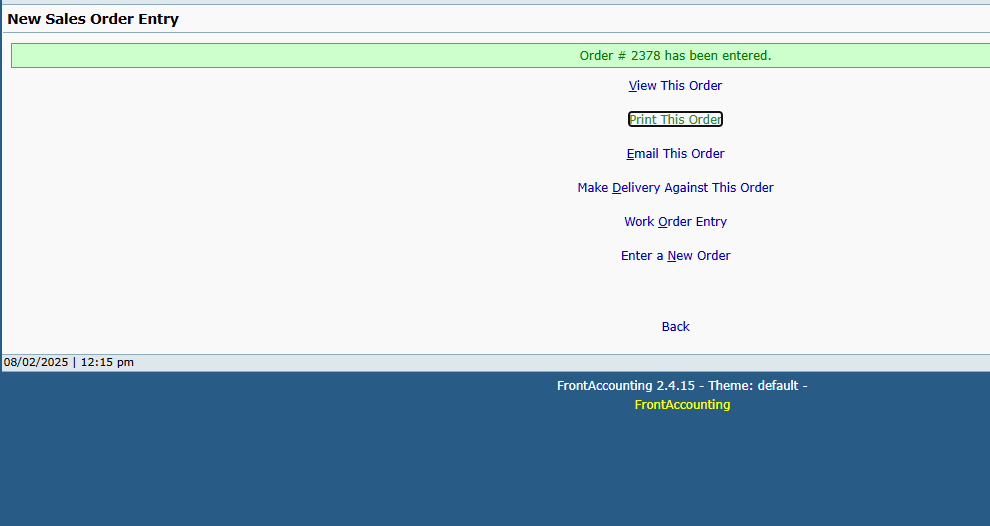 New Sales Order Entry
Order # 2378 has been entered.
View This Order
Print This Order
Email This Order
Make Delivery Against This Order
Work Order Entry
Enter a New Order
Back
08/02/2025 | 12:15 pm
FrontAccounting 2.4.15 - Theme: default -
FrontAccounting